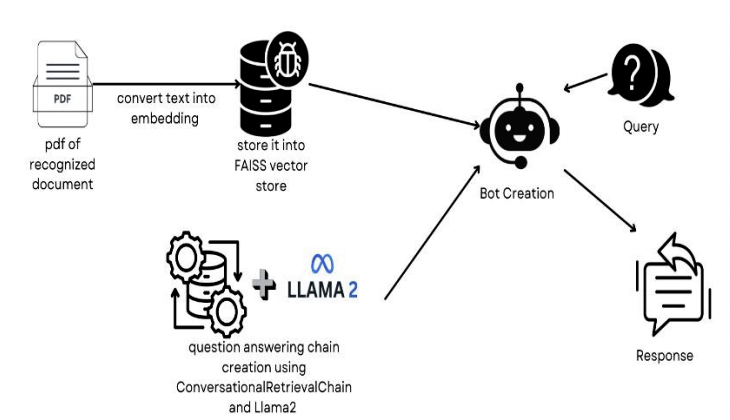 PDF
convert text into
embedding
pdf of
recognized
document
store it into
FAISS vector
store
?
Query
Bot Creation
LLAMA 2
question answering chain
creation using
ConversationalRetrievalChain
and Llama2
Response